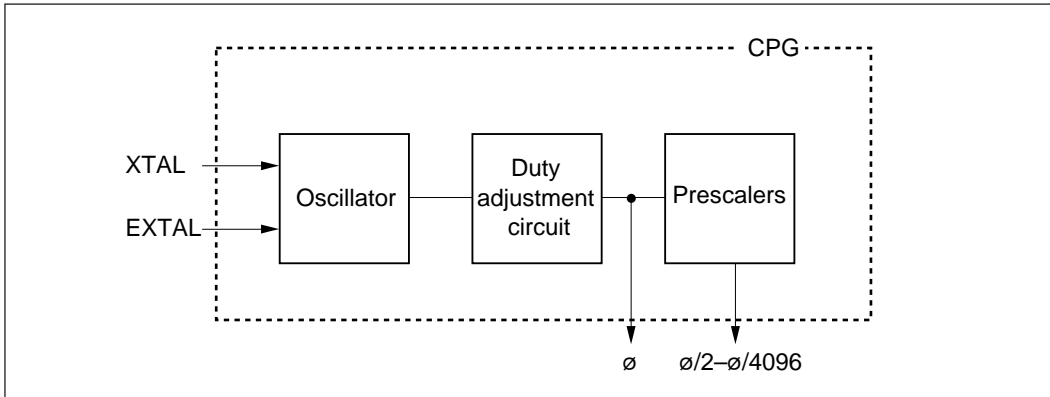 CPG
XTAL
EXTAL
Oscillator
Duty
adjustment
circuit
Prescalers
ø
ø/2–ø/4096